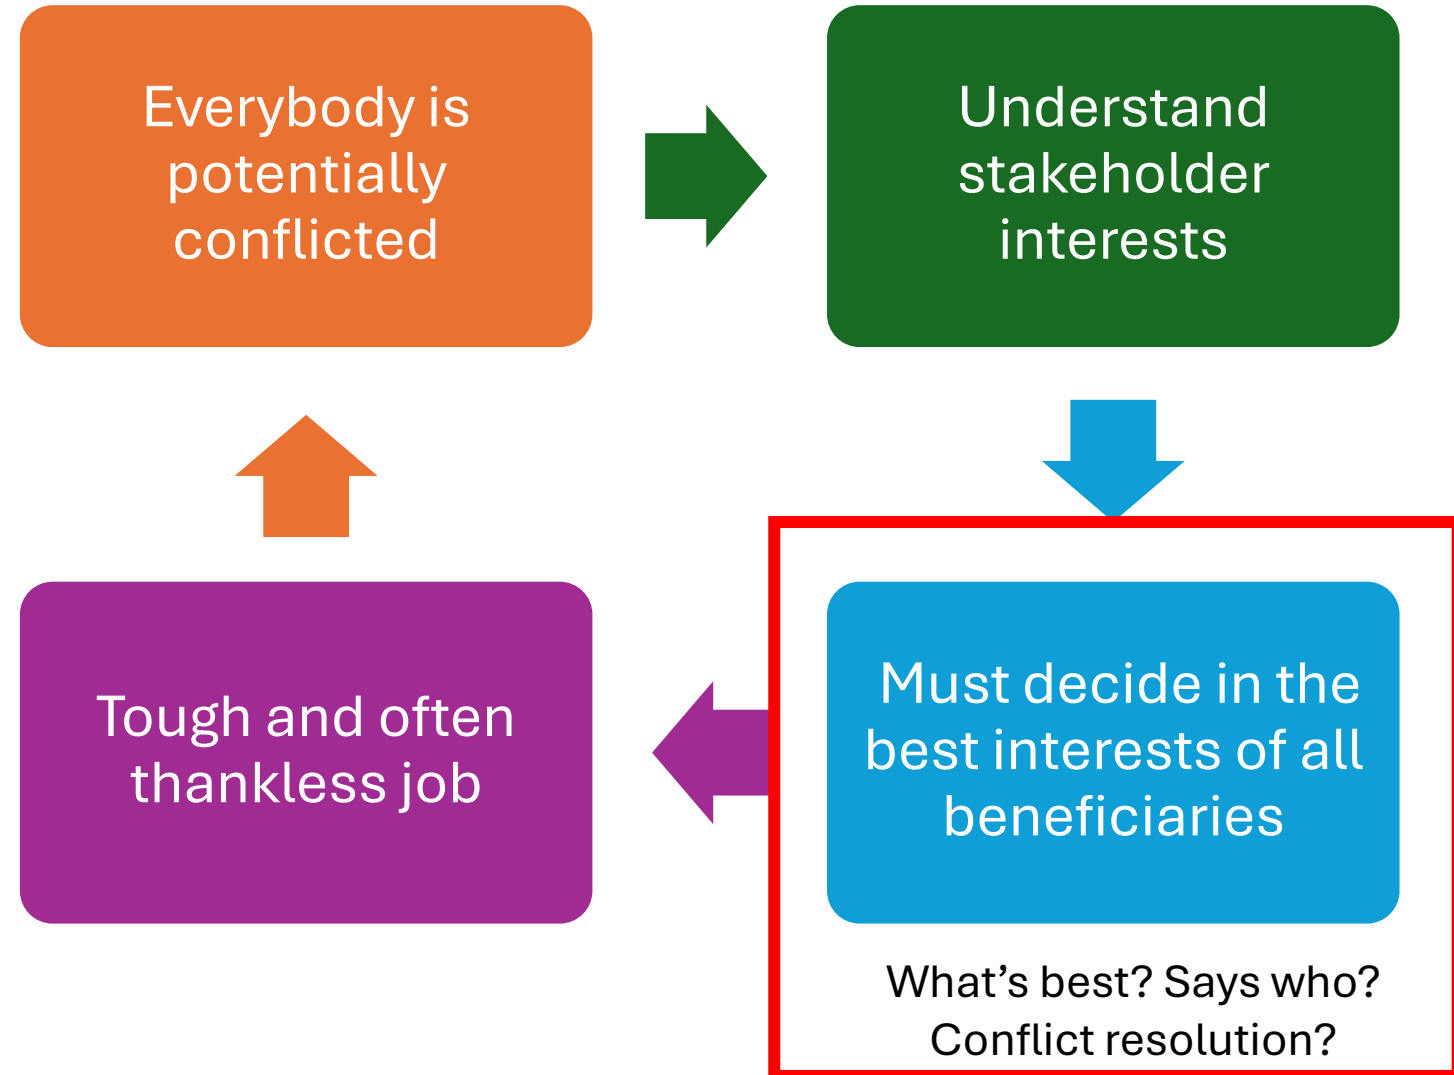 Everybody is
potentially
conflicted
Understand
stakeholder
interests
Must decide in the
best interests of all
beneficiaries
What’s best? Says who?
Conflict resolution?
Tough and often
thankless job